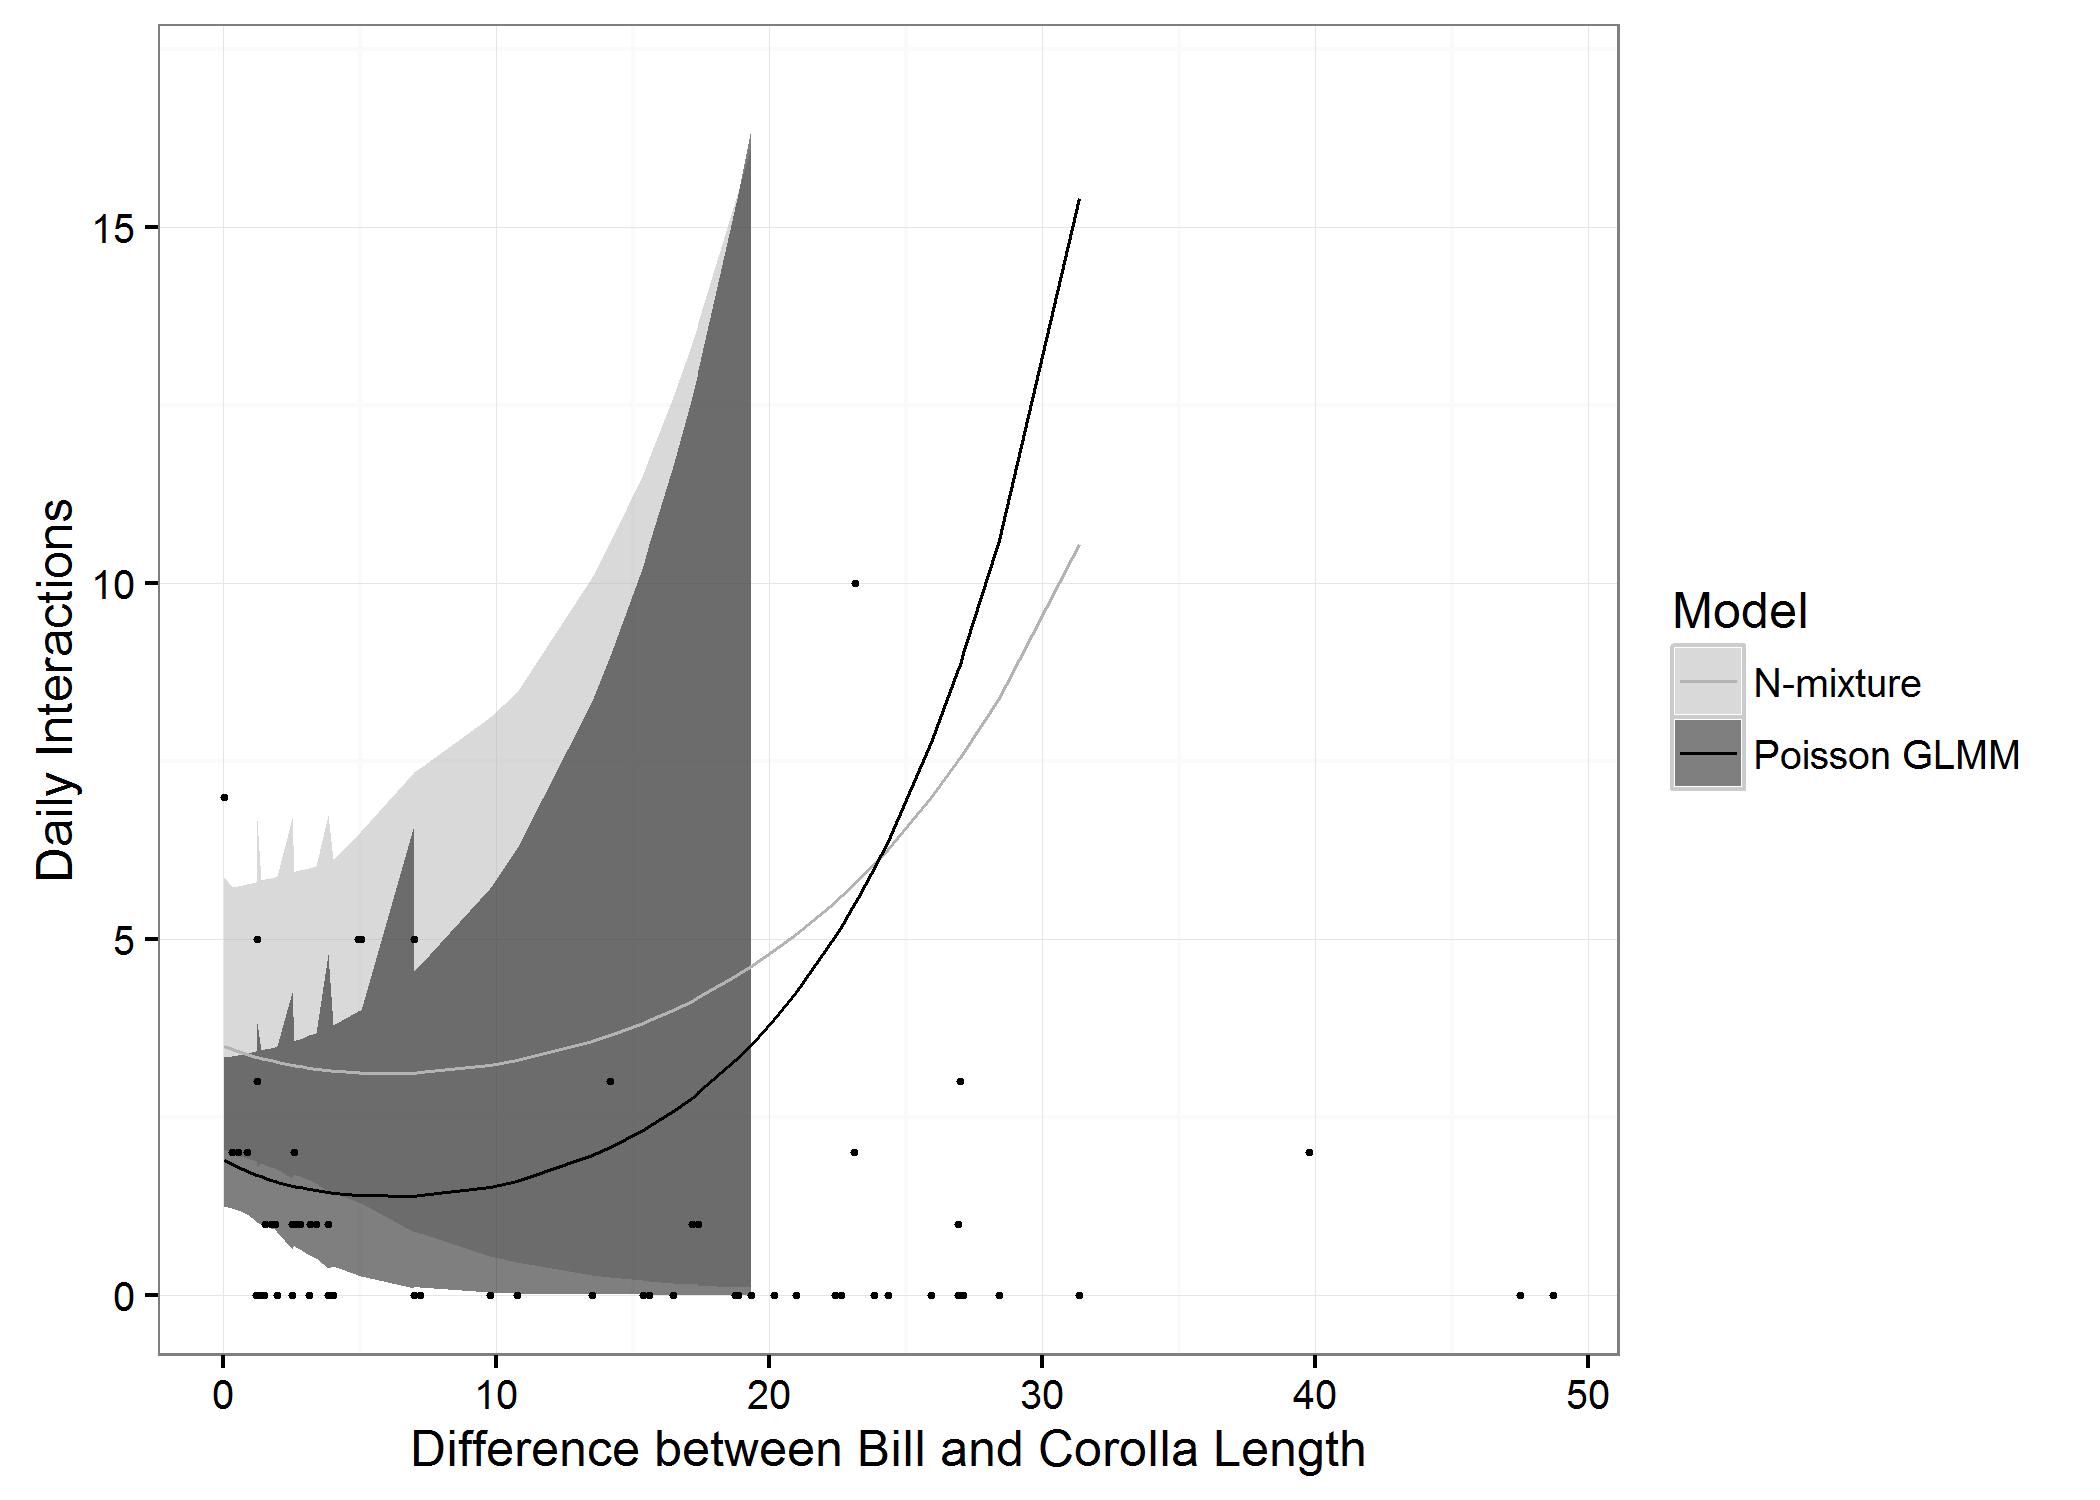 15
10
5
0
Daily Interactions
0 10 20 30 40 50
Difference between Bill and Corolla Length
Model
N-mixture
Poisson GLMM